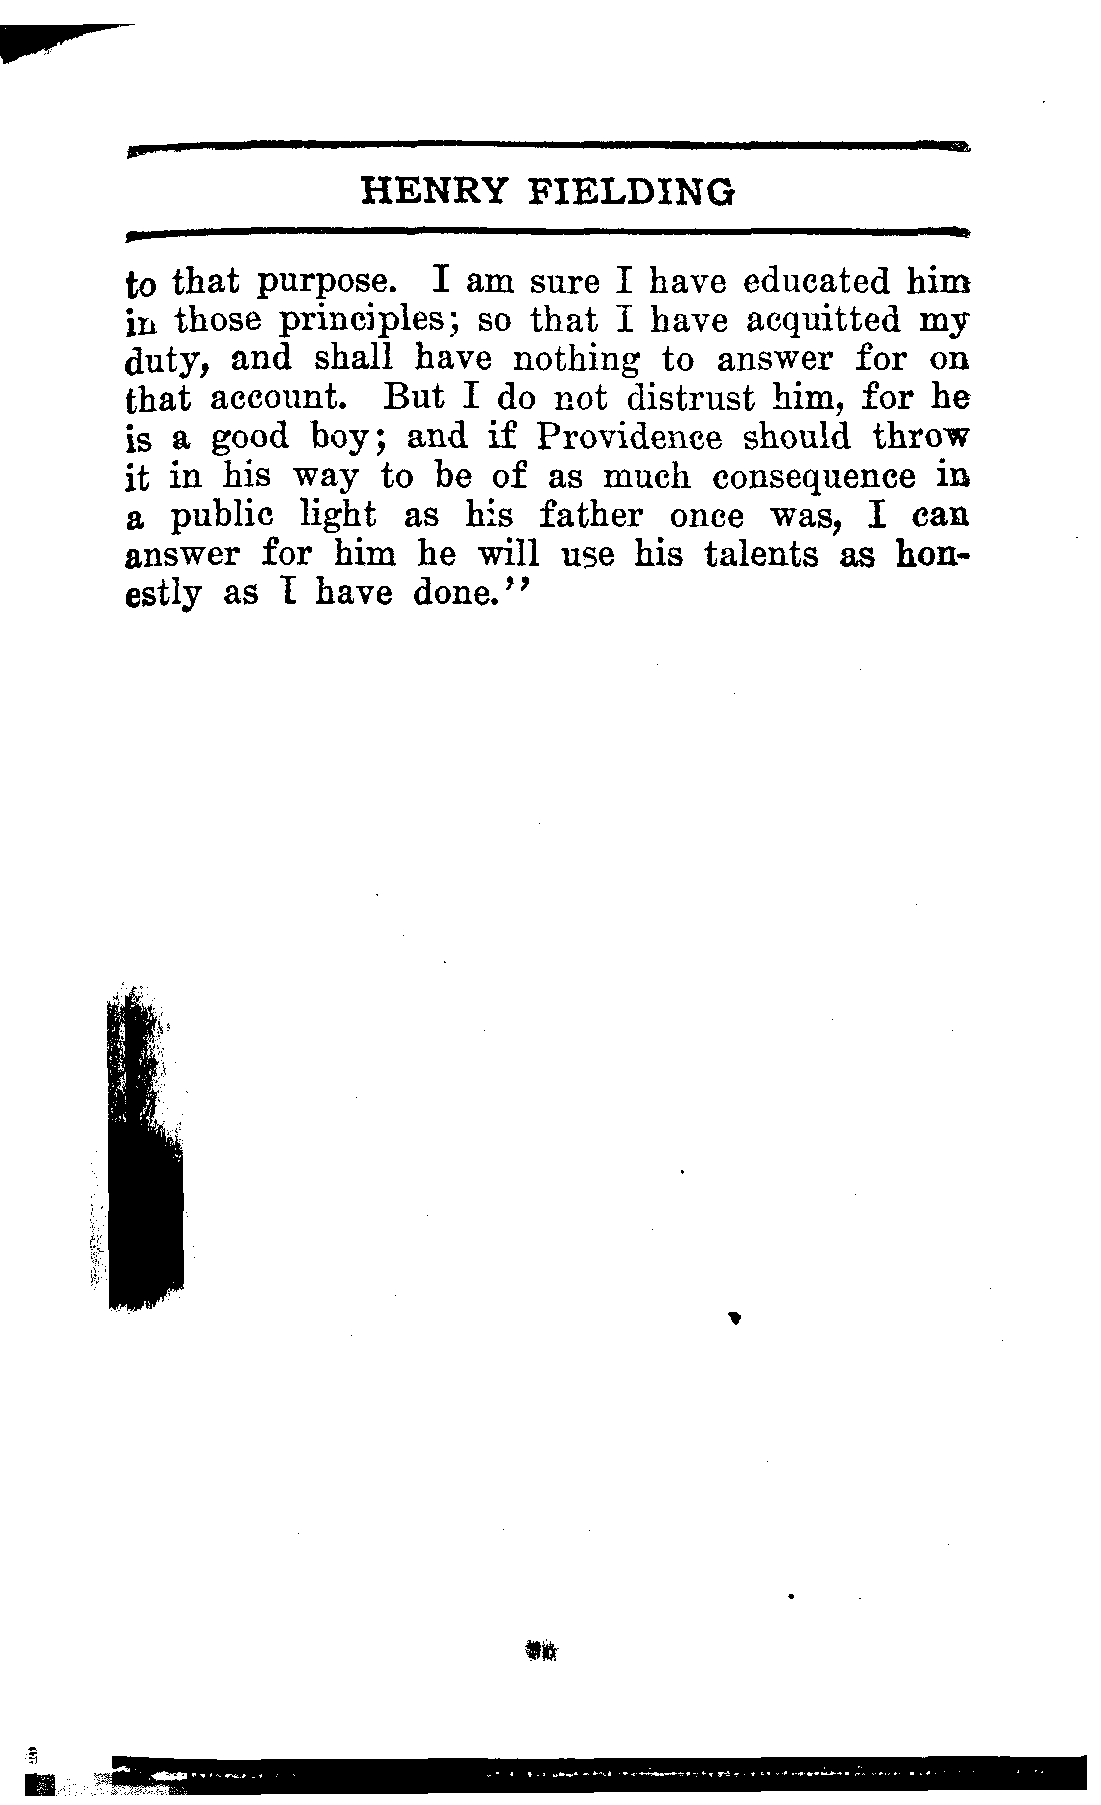 HENRY FIELDING
to that purpose. I am sure I have educated him
in those principles; so that I have acquitted my
duty, and shall have nothing to answer for on
that account. But I do not distrust him, for he
is a good boy; and if Providence should throw
it in his way to be of as much consequence in
a public light as his father once was, I can
answer for him he will use his talents as hon-
estly as I have done.''